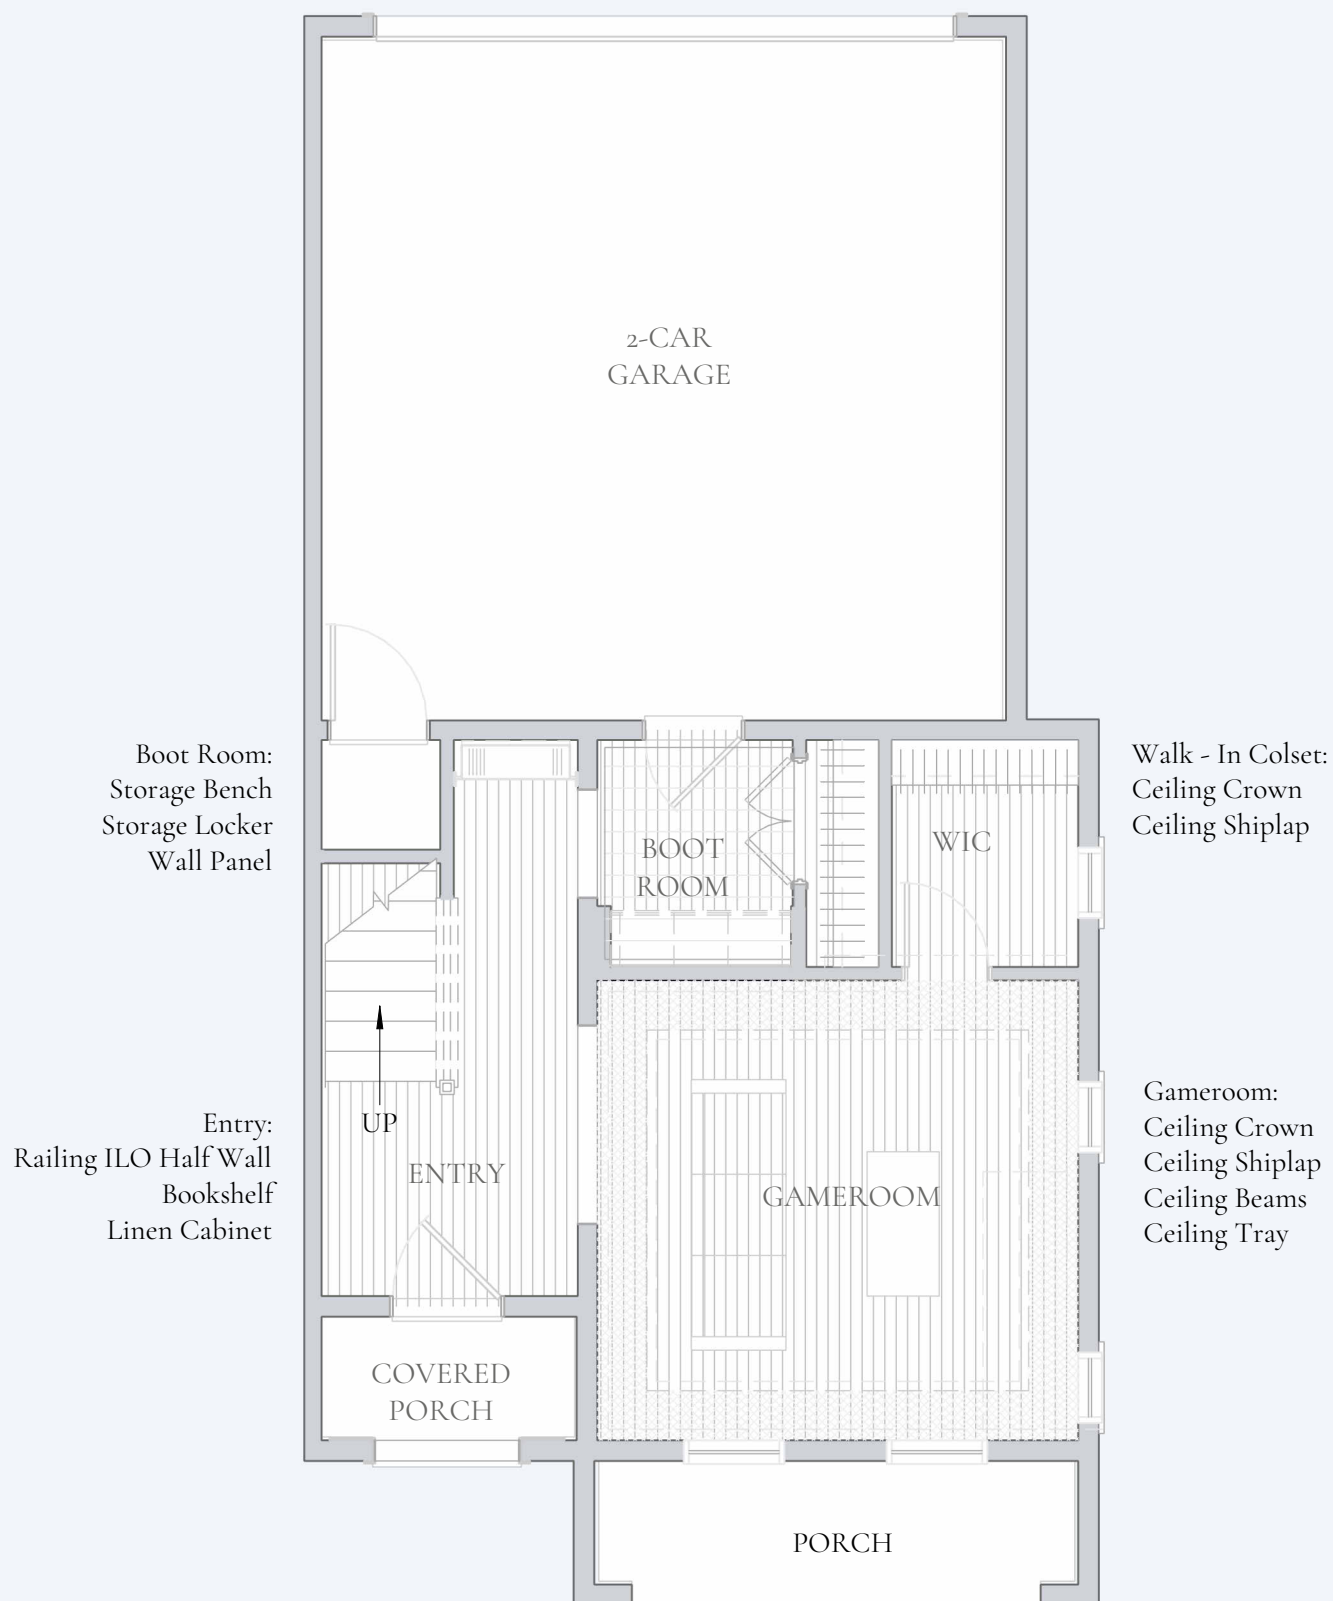 2-CAR
GARAGE
Boot Room:
Storage Bench
Storage Locker
Wall Panel
BOOT
ROOM
WIC
Walk - In Colset:
Ceiling Crown
Ceiling Shiplap
UP
Entry:
Railing ILO Half Wall
Bookshelf
Linen Cabinet
ENTRY
GAMEROOM
Gameroom:
Ceiling Crown
Ceiling Shiplap
Ceiling Beams
Ceiling Tray
COVERED
PORCH
PORCH